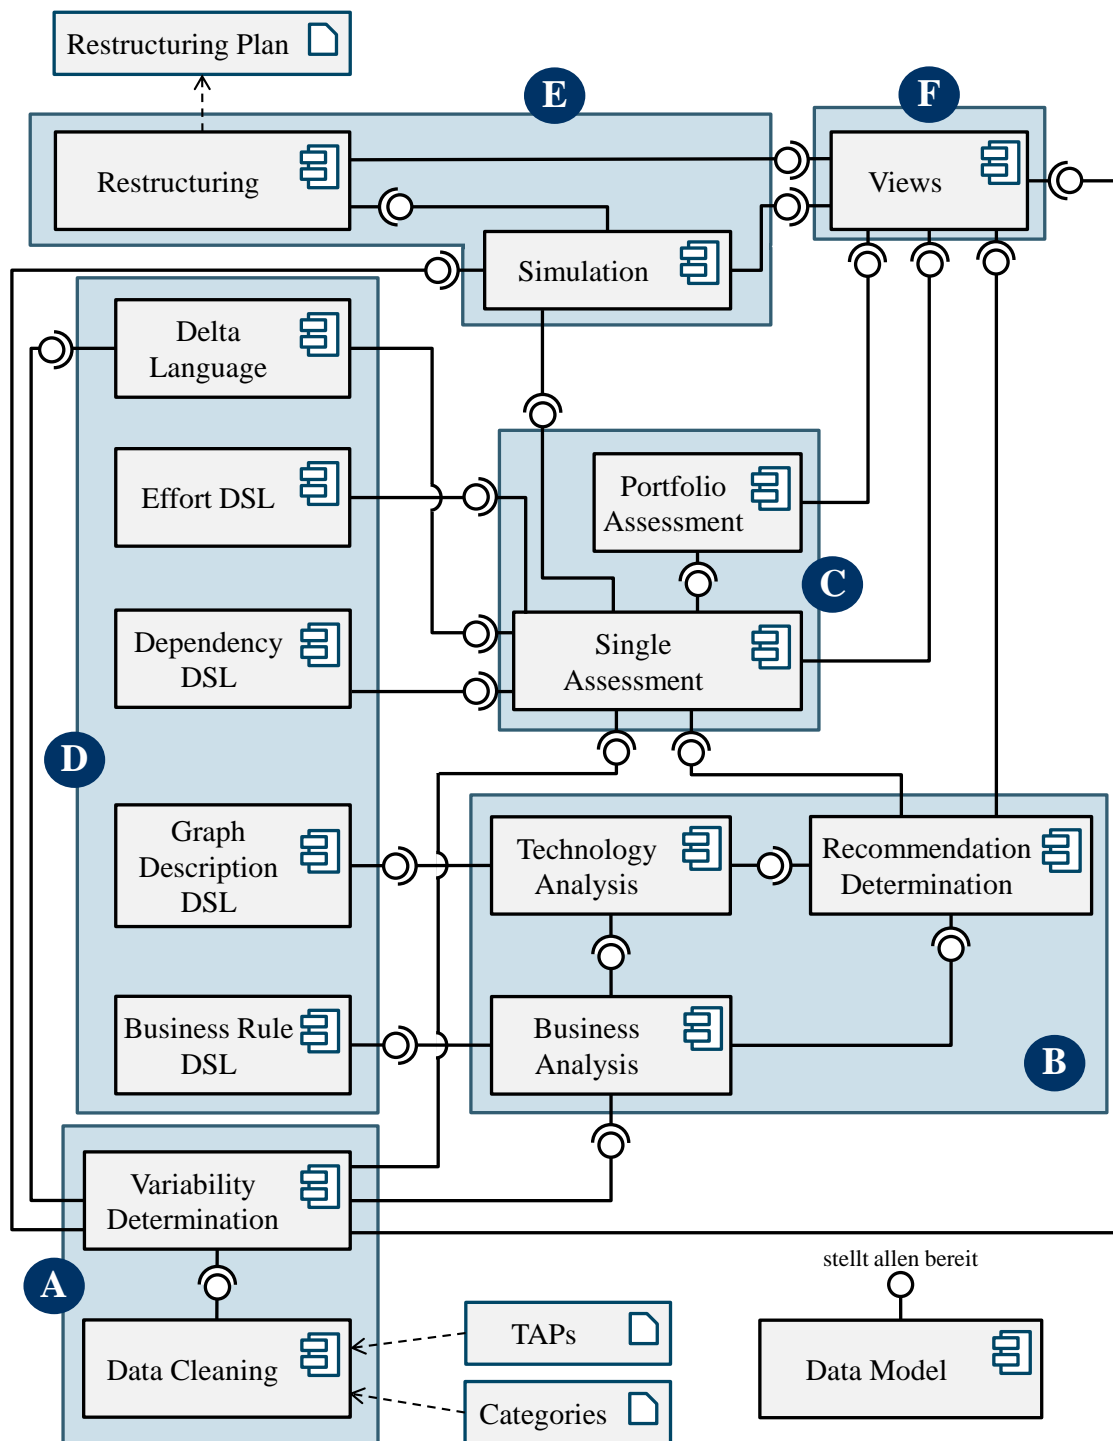 Restructuring Plan
E
F
Restructuring
Views
Simulation
Delta
Language
Effort DSL
Portfolio
Assessment
C
Dependency
DSL
Single
Assessment
D
Graph
Description
DSL
Technology
Analysis
Recommendation
Determination
Business Rule
DSL
Business
Analysis
B
Variability
Determination
A
stellt allen bereit
Data Cleaning
TAPs
Categories
Data Model